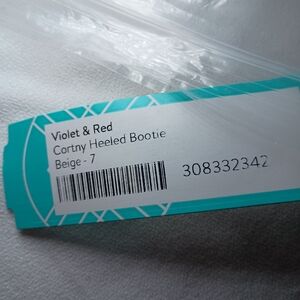 Violet & Red
Cortny Heeled Bootie
Beige - 7
308332342